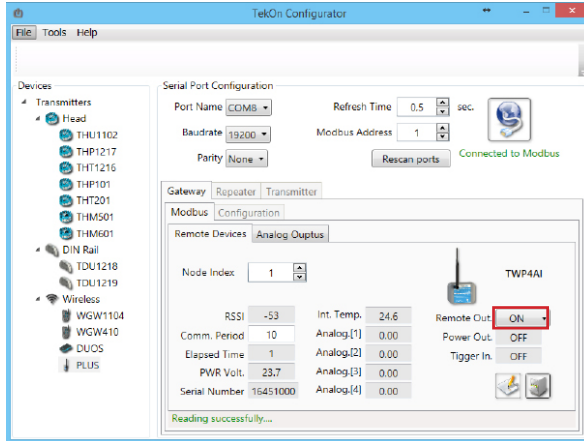 TekOn Configurator
File Tools Help
Devices
Transmitters
Head
THU1102
THP1217
THT1216
THP101
THT201
THM501
THM601
DIN Rail
TDU1218
TDU1219
Wireless
WGW1104
WGW410
DUOS
PLUS
Serial Port Configuration
Port Name COM8 Refresh Time 0.5 sec.
Baudrate 19200 Modbus Address 1
Parity None Rescan ports Connected to Modbus
Gateway Repeater Transmitter
Modbus Configuration
Remote Devices Analog Ouptus
Node Index 1 TWP4AI
RSSI -53 Int. Temp. 24.6 Remote Out. ON
Comm. Period 10 Analog.[1] 0.00 Power Out. OFF
Elapsed Time 1 Analog.[2] 0.00 Tigger In. OFF
PWR Volt. 23.7 Analog.[3] 0.00
Serial Number 16451000 Analog.[4] 0.00
Reading successfully....